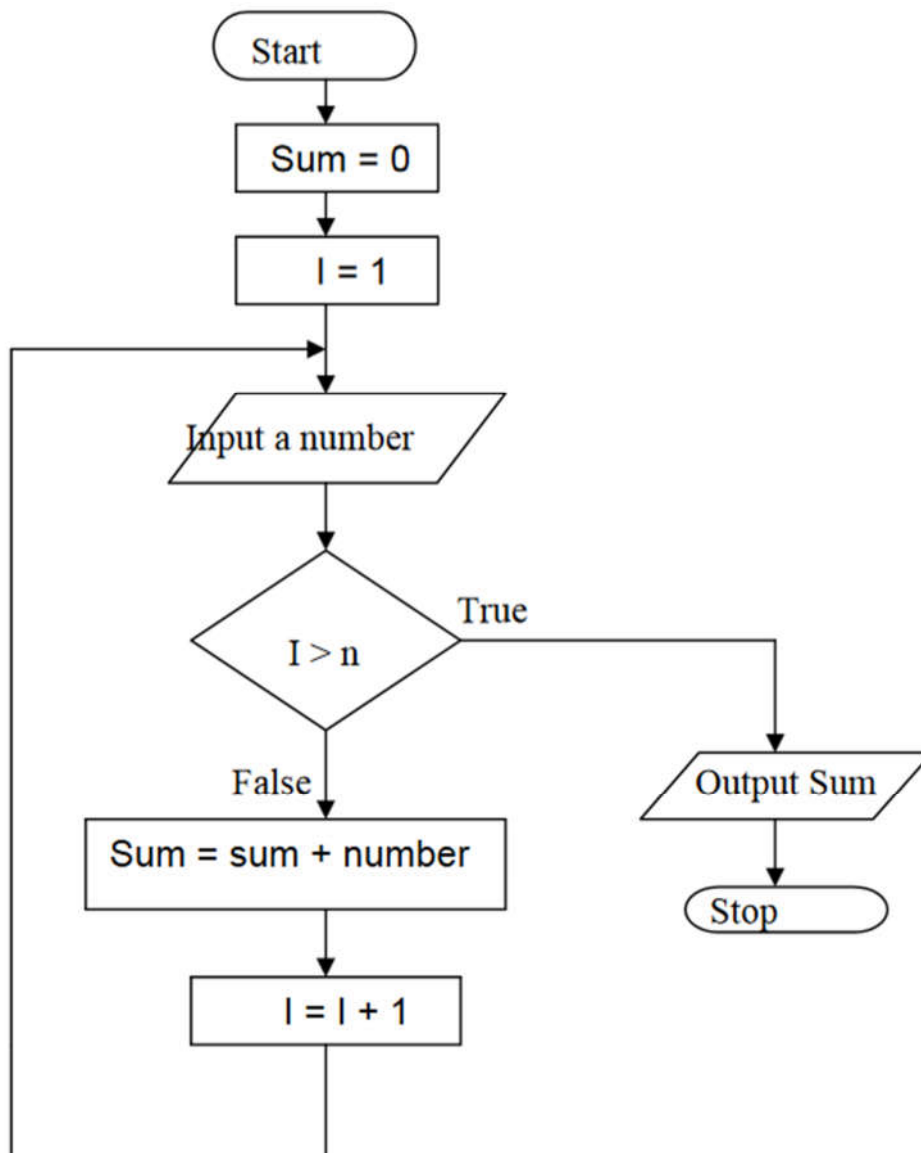 Start
Sum = 0
I = 1
Input a number
I > n
True
False
Sum = sum + number
I = I + 1
Output Sum
Stop